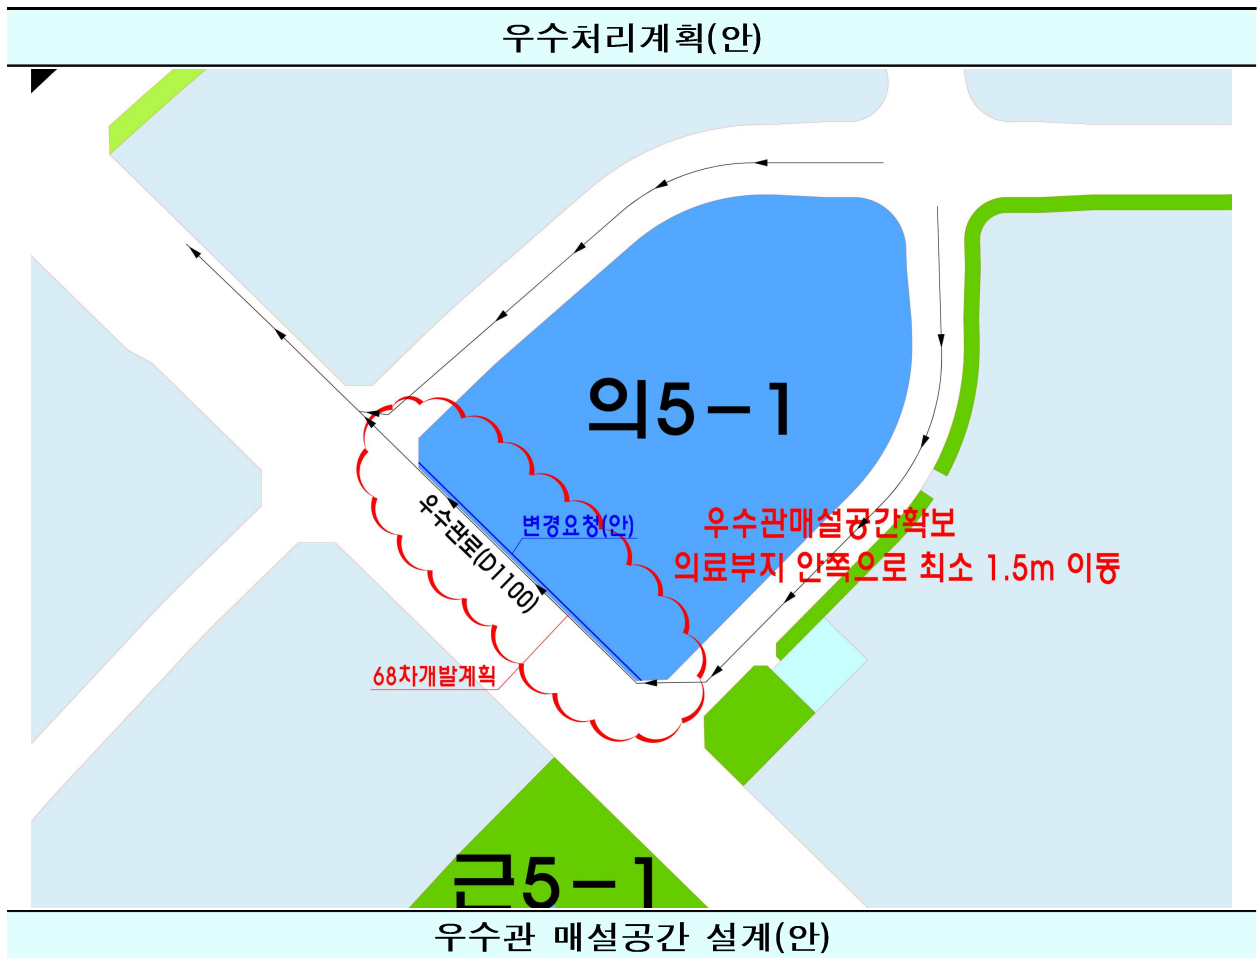 우수처리계획(안)
의5-1
우수관로(D1100)
변경요청(안)
우수관매설공간확보
의료부지 안쪽으로 최소 1.5m 이동
68차개발계획
근5-1
우수관 매설공간 설계(안)